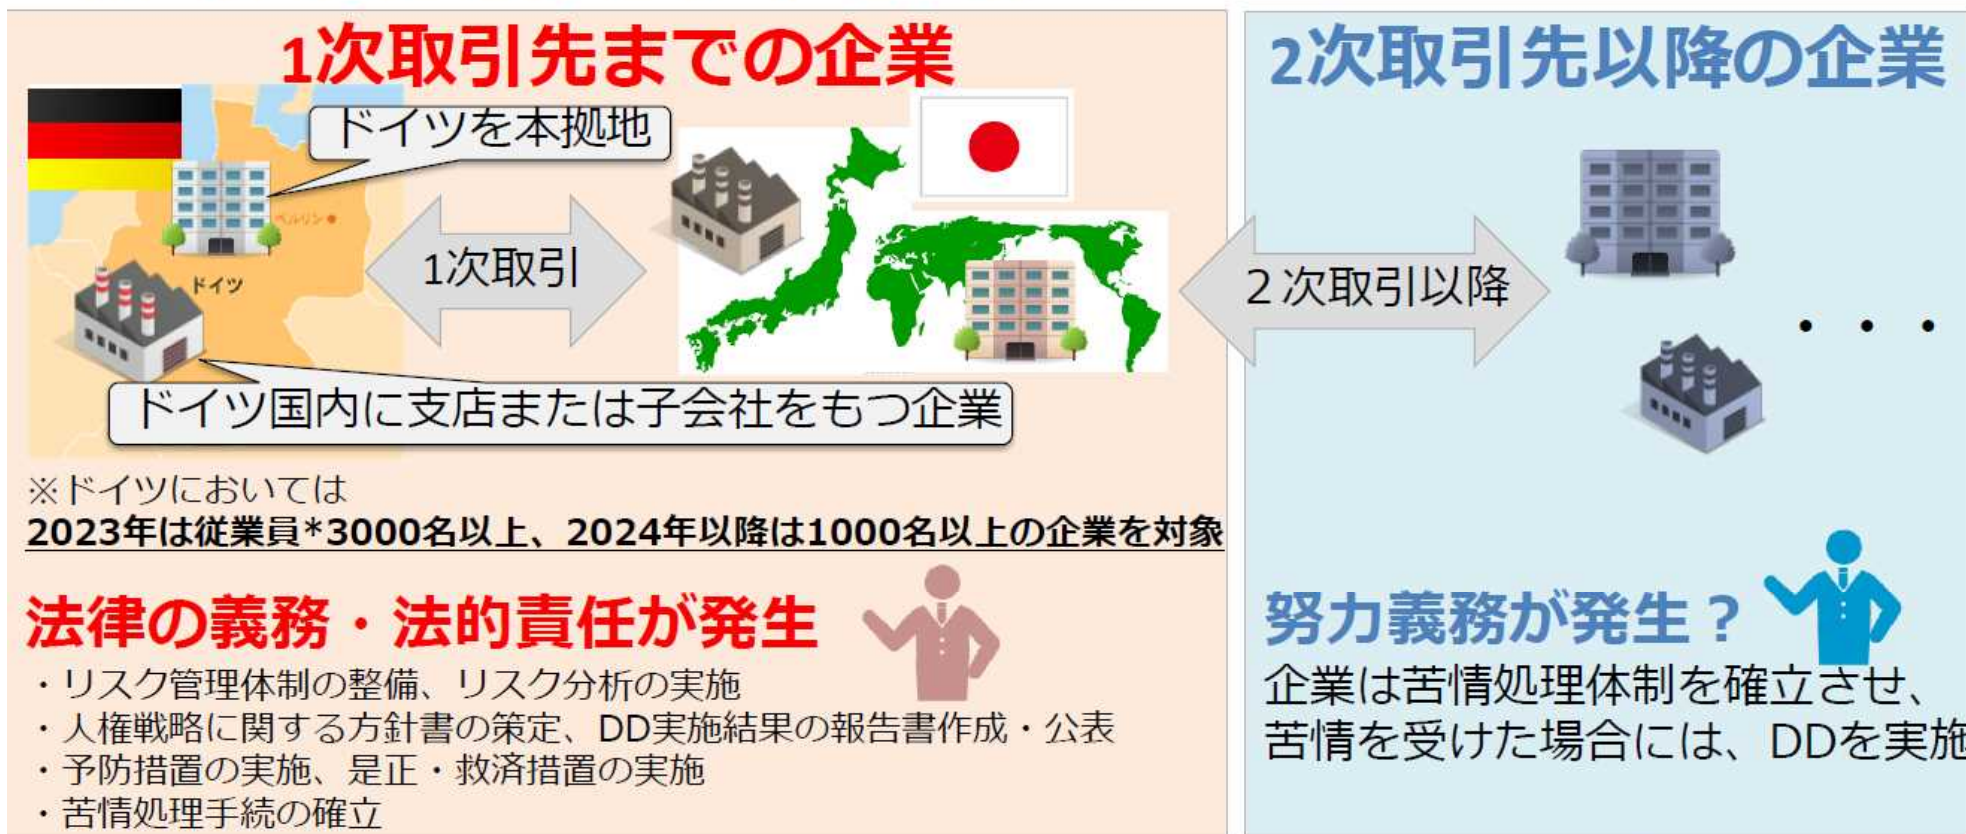 1次取引先までの企業
ドイツを本拠地
ベルリン
ドイツ
1次取引
ドイツ国内に支店または子会社をもつ企業
※ドイツにおいては
2023年は従業員*3000名以上、2024年以降は1000名以上の企業を対象
法律の義務・法的責任が発生
・リスク管理体制の整備、リスク分析の実施
・人権戦略に関する方針書の策定、DD実施結果の報告書作成・公表
・予防措置の実施、是正・救済措置の実施
・苦情処理手続の確立
2次取引先以降の企業
２次取引以降
・・・
努力義務が発生？
企業は苦情処理体制を確立させ、
苦情を受けた場合には、DDを実施